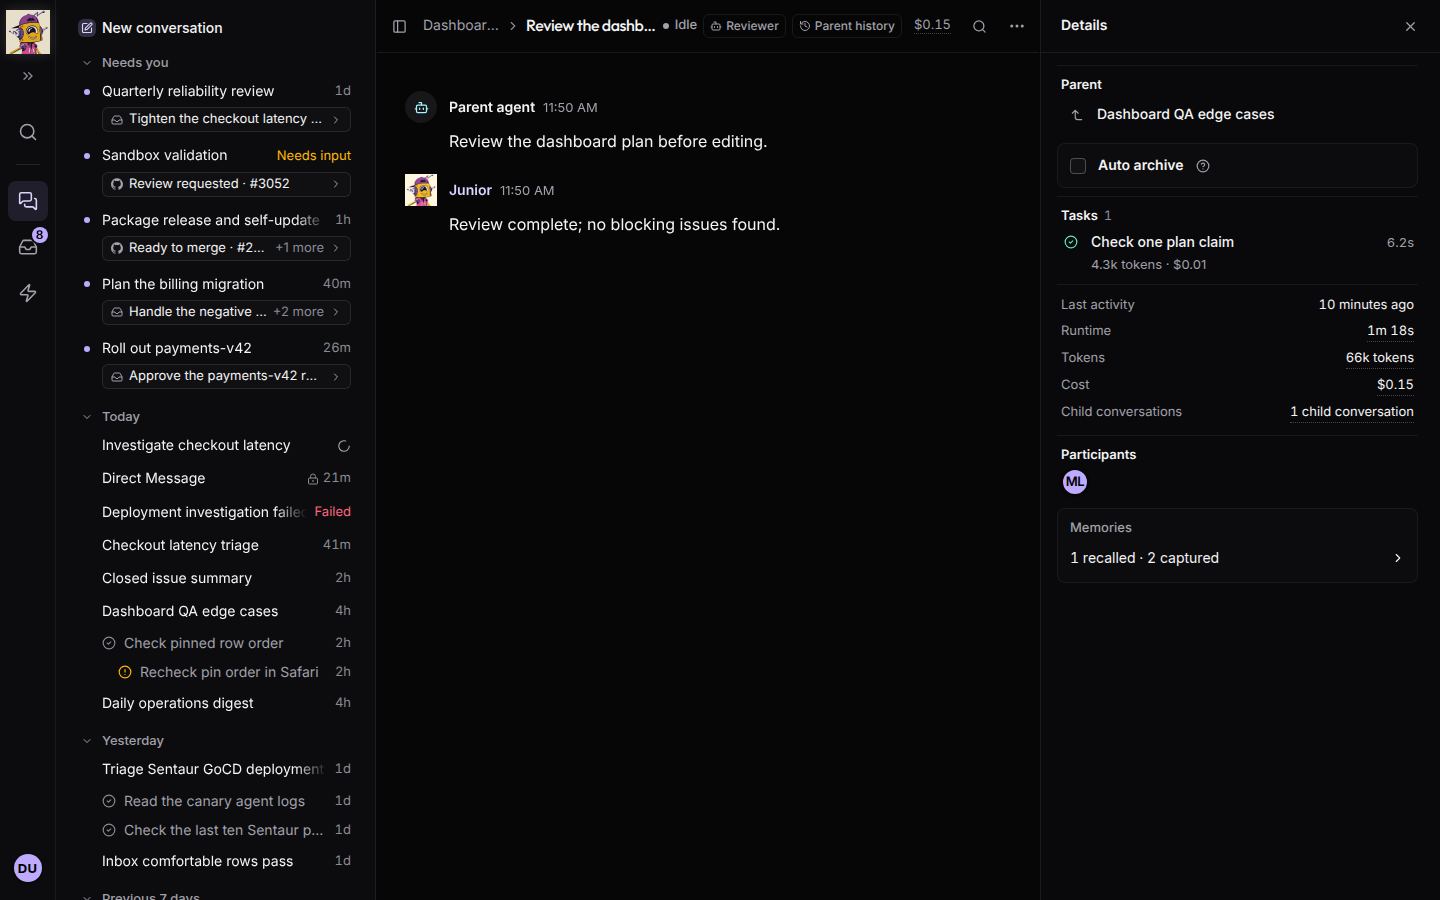 New conversation
Needs you
Quarterly reliability review 1d
Tighten the checkout latency ...
Sandbox validation Needs input
Review requested · #3052
Package release and self-update 1h
Ready to merge · #2... +1 more
Plan the billing migration 40m
Handle the negative ... +2 more
Roll out payments-v42 26m
Approve the payments-v42 r...
Today
Investigate checkout latency
Direct Message 21m
Deployment investigation failed Failed
Checkout latency triage 41m
Closed issue summary 2h
Dashboard QA edge cases 4h
Check pinned row order 2h
Recheck pin order in Safari 2h
Daily operations digest 4h
Yesterday
Triage Sentaur GoCD deployment 1d
Read the canary agent logs 1d
Check the last ten Sentaur p... 1d
Inbox comfortable rows pass 1d
Previous 7 days
8
DU
Dashboar... Review the dashb... Idle Reviewer Parent history $0.15
Parent agent 11:50 AM
Review the dashboard plan before editing.
Junior 11:50 AM
Review complete; no blocking issues found.
Details
Parent
Dashboard QA edge cases
Auto archive
Tasks 1
Check one plan claim 6.2s
4.3k tokens · $0.01
Last activity 10 minutes ago
Runtime 1m 18s
Tokens 66k tokens
Cost $0.15
Child conversations 1 child conversation
Participants
ML
Memories
1 recalled · 2 captured